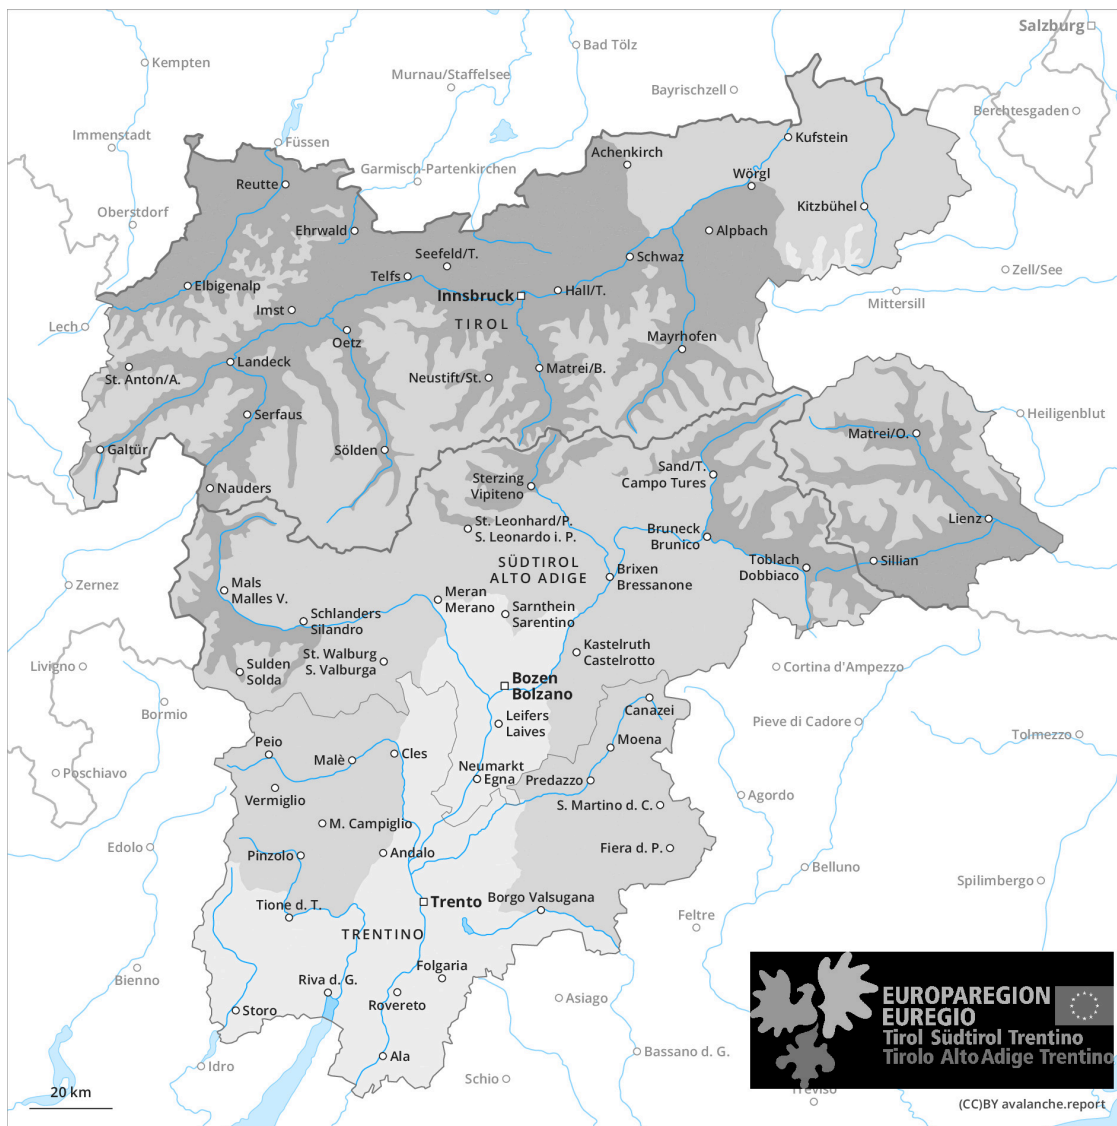 Salzburg
Bad Tölz
Kempten
Murnau/Staffelsee
Bayrischzell
Berchtesgaden
Immenstadt
Füssen
Kufstein
Achenkirch
Garmisch-Partenkirchen
Wörgl
Reutte
Kitzbühel
Oberstdorf
Ehrwald
Alpbach
Seefeld/T.
Schwaz
Zell/See
Telfs
Elbigenalp
Innsbruck
Hall/T.
Mittersill
Imst
TIROL
Lech
Oetz
Mayrhofen
Landeck
Matrei/B.
St. Anton/A.
Neustift/St.
Serfaus
Heiligenblut
Matrei/O.
Galtür
Sölden
Sand/T.
Campo Tures
Sterzing
Vipiteno
Nauders
Lienz
St. Leonhard/P.
S. Leonardo i. P.
Bruneck
Brunico
SÜDTIROL
ALTO ADIGE
Toblach
Dobbiaco
Sillian
Brixen
Bressanone
Zernez
Mals
Malles V.
Meran
Merano
Sarnthein
Sarentino
Schlanders
Silandro
Kastelruth
Castelrotto
St. Walburg
S. Valburga
Livigno
Sulden
Solda
Cortina d'Ampezzo
Bozen
Bolzano
Bormio
Canazei
Leifers
Laives
Pieve di Cadore
Tolmezzo
Peio
Malè
Cles
Moena
Poschiavo
Neumarkt
Egna
Predazzo
Vermiglio
Agordo
S. Martino d. C.
M. Campiglio
Edolo
Pinzolo
Andalo
Fiera d. P.
Belluno
Spilimbergo
Tione d. T.
Trento
Borgo Valsugana
Feltre
TRENTINO
Bienno
Folgaria
Riva d. G.
Rovereto
Asiago
Storo
EUROPAREGION
EUREGIO
Tirol Südtirol Trentino
Tirolo Alto Adige Trentino
Ala
Idro
Bassano d. G.
Schio
Treviso
20 km
(CC)BY avalanche.report